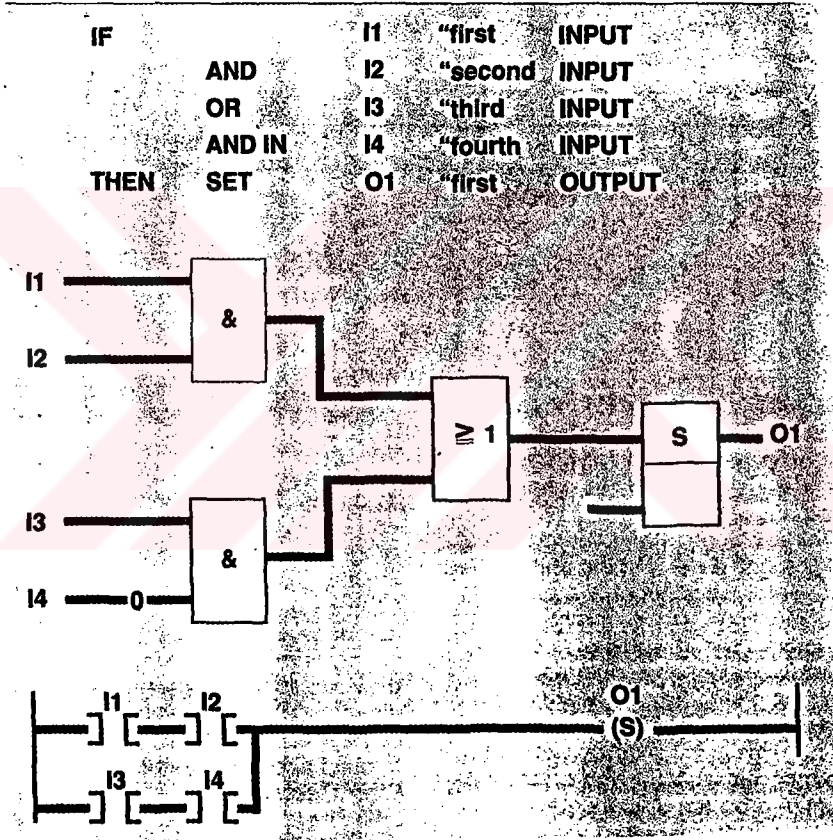 IF I1 “first INPUT
AND I2 “second INPUT
OR I3 “third INPUT
AND IN I4 “fourth INPUT
THEN SET O1 “first OUTPUT
I1
&
I2
≧ 1
S
O1
I3
&
I4
0
I1 I2 O1
] [ ] [ (S)
I3 I4
] [ ] [